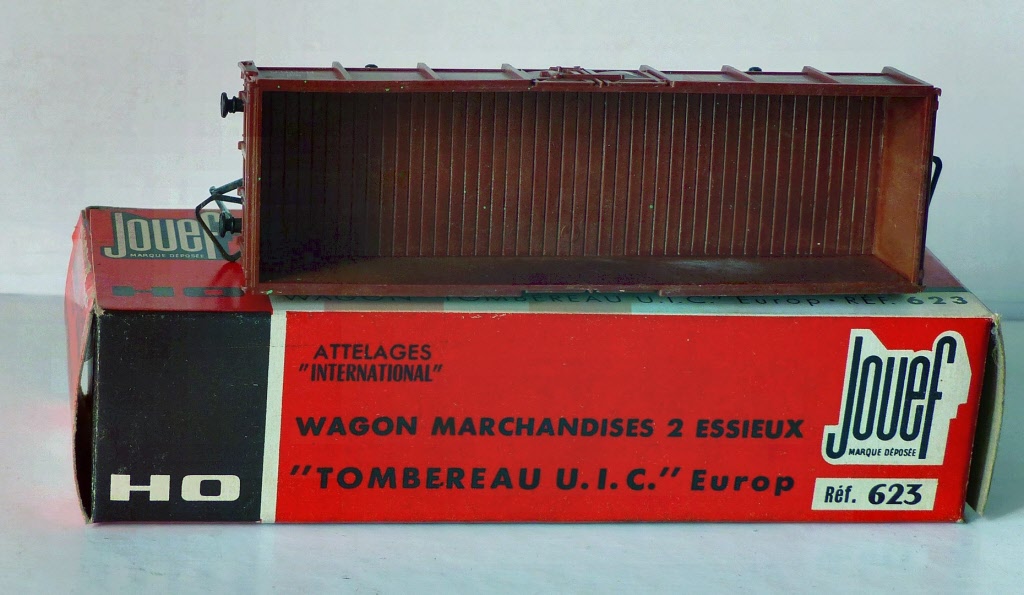 Jouef
MARQUE DÉPOSÉE
HO
WAGON TOMBEREAU U.I.C. Europ • RÉF. 623
ATTELAGES
"INTERNATIONAL"
WAGON MARCHANDISES 2 ESSIEUX
"TOMBEREAU U.I.C." Europ
HO
Jouef
MARQUE DÉPOSÉE
Réf. 623